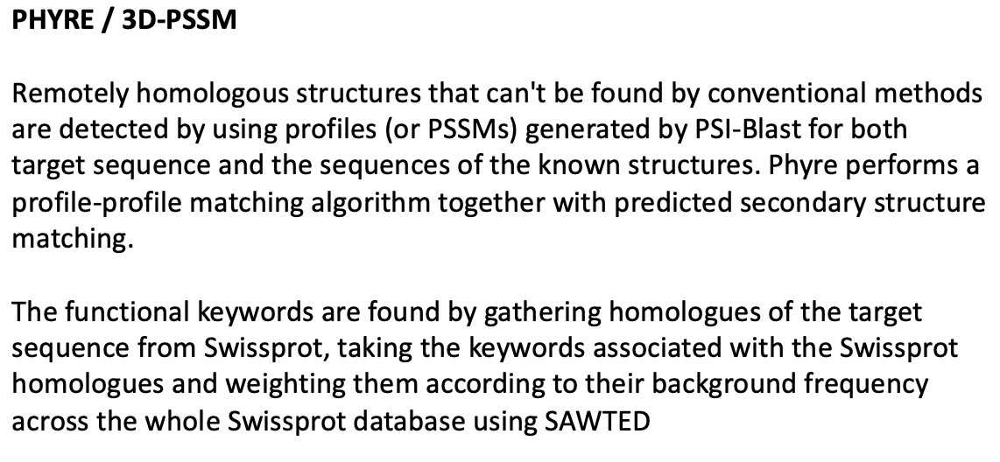 PHYRE / 3D-PSSM
Remotely homologous structures that can't be found by conventional methods
are detected by using profiles (or PSSMs) generated by PSI-Blast for both
target sequence and the sequences of the known structures. Phyre performs a
profile-profile matching algorithm together with predicted secondary structure
matching.
The functional keywords are found by gathering homologues of the target
sequence from Swissprot, taking the keywords associated with the Swissprot
homologues and weighting them according to their background frequency
across the whole Swissprot database using SAWTED